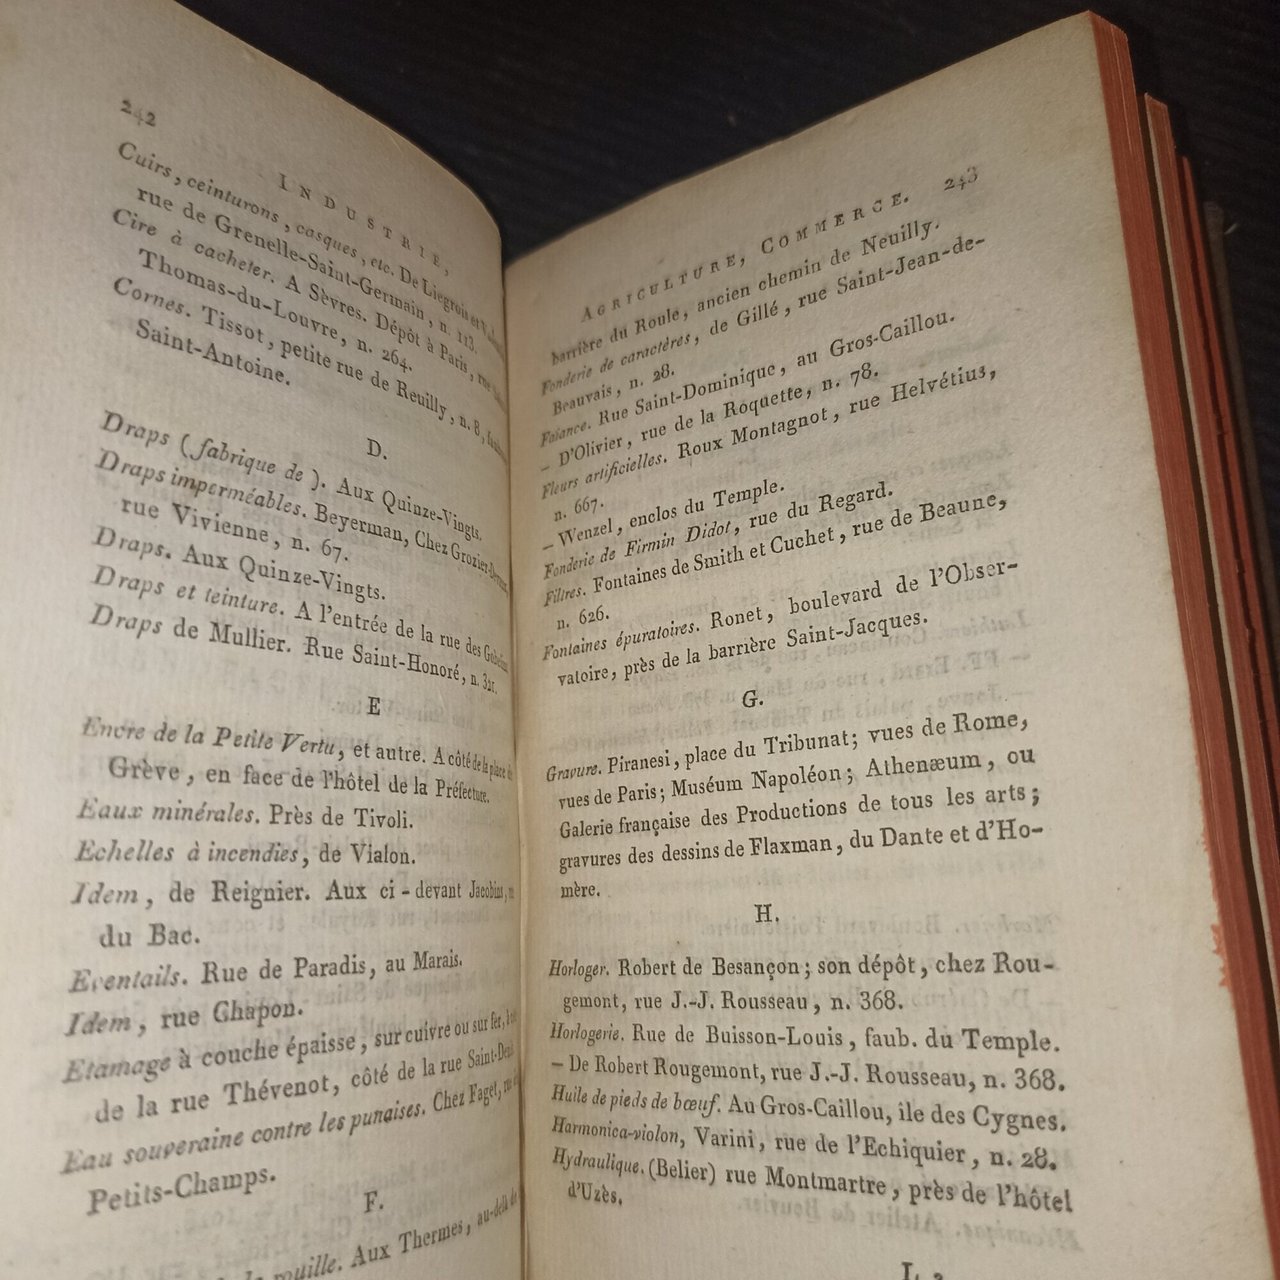 242
INDUSTRIE,
Cuirs, ceinturons, casques, etc. De Liegrois et
rue de Grenelle-Saint-Germain, n. 113.
Cire à cacheter. A Sèvres. Dépôt à Paris, rue
Thomas-du-Louvre, n. 264.
Cornes. Tissot, petite rue de Reuilly, n. 8,
Saint-Antoine.
D.
Draps (fabrique de). Aux Quinze-Vingts.
Draps imperméables. Beyerman, Chez
rue Vivienne, n. 67.
Draps. Aux Quinze-Vingts.
Draps et teinture. A l'entrée de la rue des
Draps de Mullier. Rue Saint-Honoré, n. 321.
E
Encre de la Petite Vertu, et autre. A côté de la place de
Grève, en face de l'hôtel de la Préfecture.
Eaux minérales. Près de Tivoli.
Echelles à incendies, de Vialon.
Idem, de Reignier. Aux ci-devant Jacobins,
du Bac.
Eventails. Rue de Paradis, au Marais.
Idem, rue Chapon.
Etamage à couche épaisse, sur cuivre ou sur fer,
de la rue Thévenot, côté de la rue Saint-Denis
Eau souveraine contre les punaises. Chez Faget,
Petits-Champs.
F.
rouille. Aux Thermes, au-delà de
AGRICULTURE, COMMERCE. 243
barrière du Roule, ancien chemin de Neuilly.
Fonderie de caractères, de Gillé, rue Saint-Jean-de-
Beauvais, n. 28.
Faïance. Rue Saint-Dominique, au Gros-Caillou.
— D'Olivier, rue de la Roquette, n. 78.
Fleurs artificielles. Roux Montagnot, rue Helvétius,
n. 667.
— Wenzel, enclos du Temple.
Fonderie de Firmin Didot, rue du Regard.
Filtres. Fontaines de Smith et Cuchet, rue de Beaune,
n. 626.
Fontaines épuratoires. Ronet, boulevard de l'Obser-
vatoire, près de la barrière Saint-Jacques.
G.
Gravure. Piranesi, place du Tribunat; vues de Rome,
vues de Paris; Muséum Napoléon; Athenæum, ou
Galerie française des Productions de tous les arts;
gravures des dessins de Flaxman, du Dante et d'Ho-
mère.
H.
Horloger. Robert de Besançon; son dépôt, chez Rou-
gemont, rue J.-J. Rousseau, n. 368.
Horlogerie. Rue de Buisson-Louis, faub. du Temple.
— De Robert Rougemont, rue J.-J. Rousseau, n. 368.
Huile de pieds de bœuf. Au Gros-Caillou, île des Cygnes.
Harmonica-violon, Varini, rue de l'Echiquier, n. 28.
Hydraulique. (Belier) rue Montmartre, près de l'hôtel
d'Uzès.